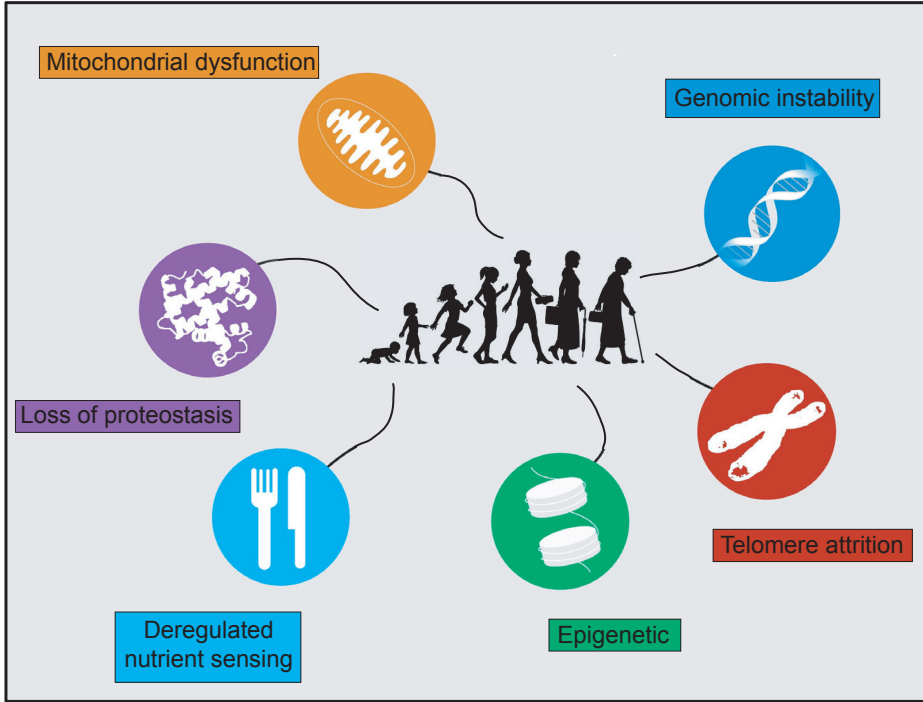 Mitochondrial dysfunction
Genomic instability
Loss of proteostasis
Telomere attrition
Deregulated
nutrient sensing
Epigenetic